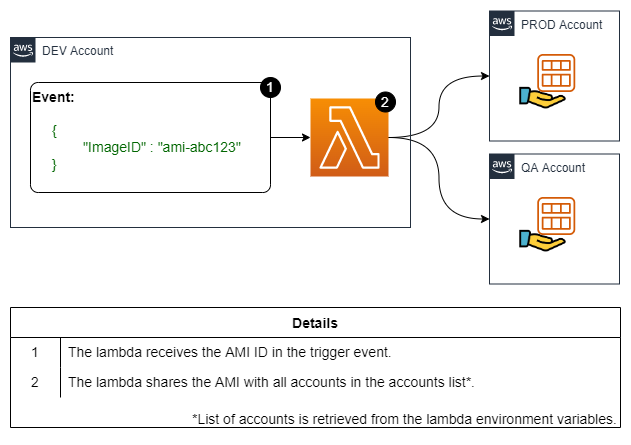 aws
DEV Account
1
Event:
{
"ImageID" : "ami-abc123"
}
2
aws
PROD Account
aws
QA Account
Details
1 The lambda receives the AMI ID in the trigger event.
2 The lambda shares the AMI with all accounts in the accounts list*.
*List of accounts is retrieved from the lambda environment variables.